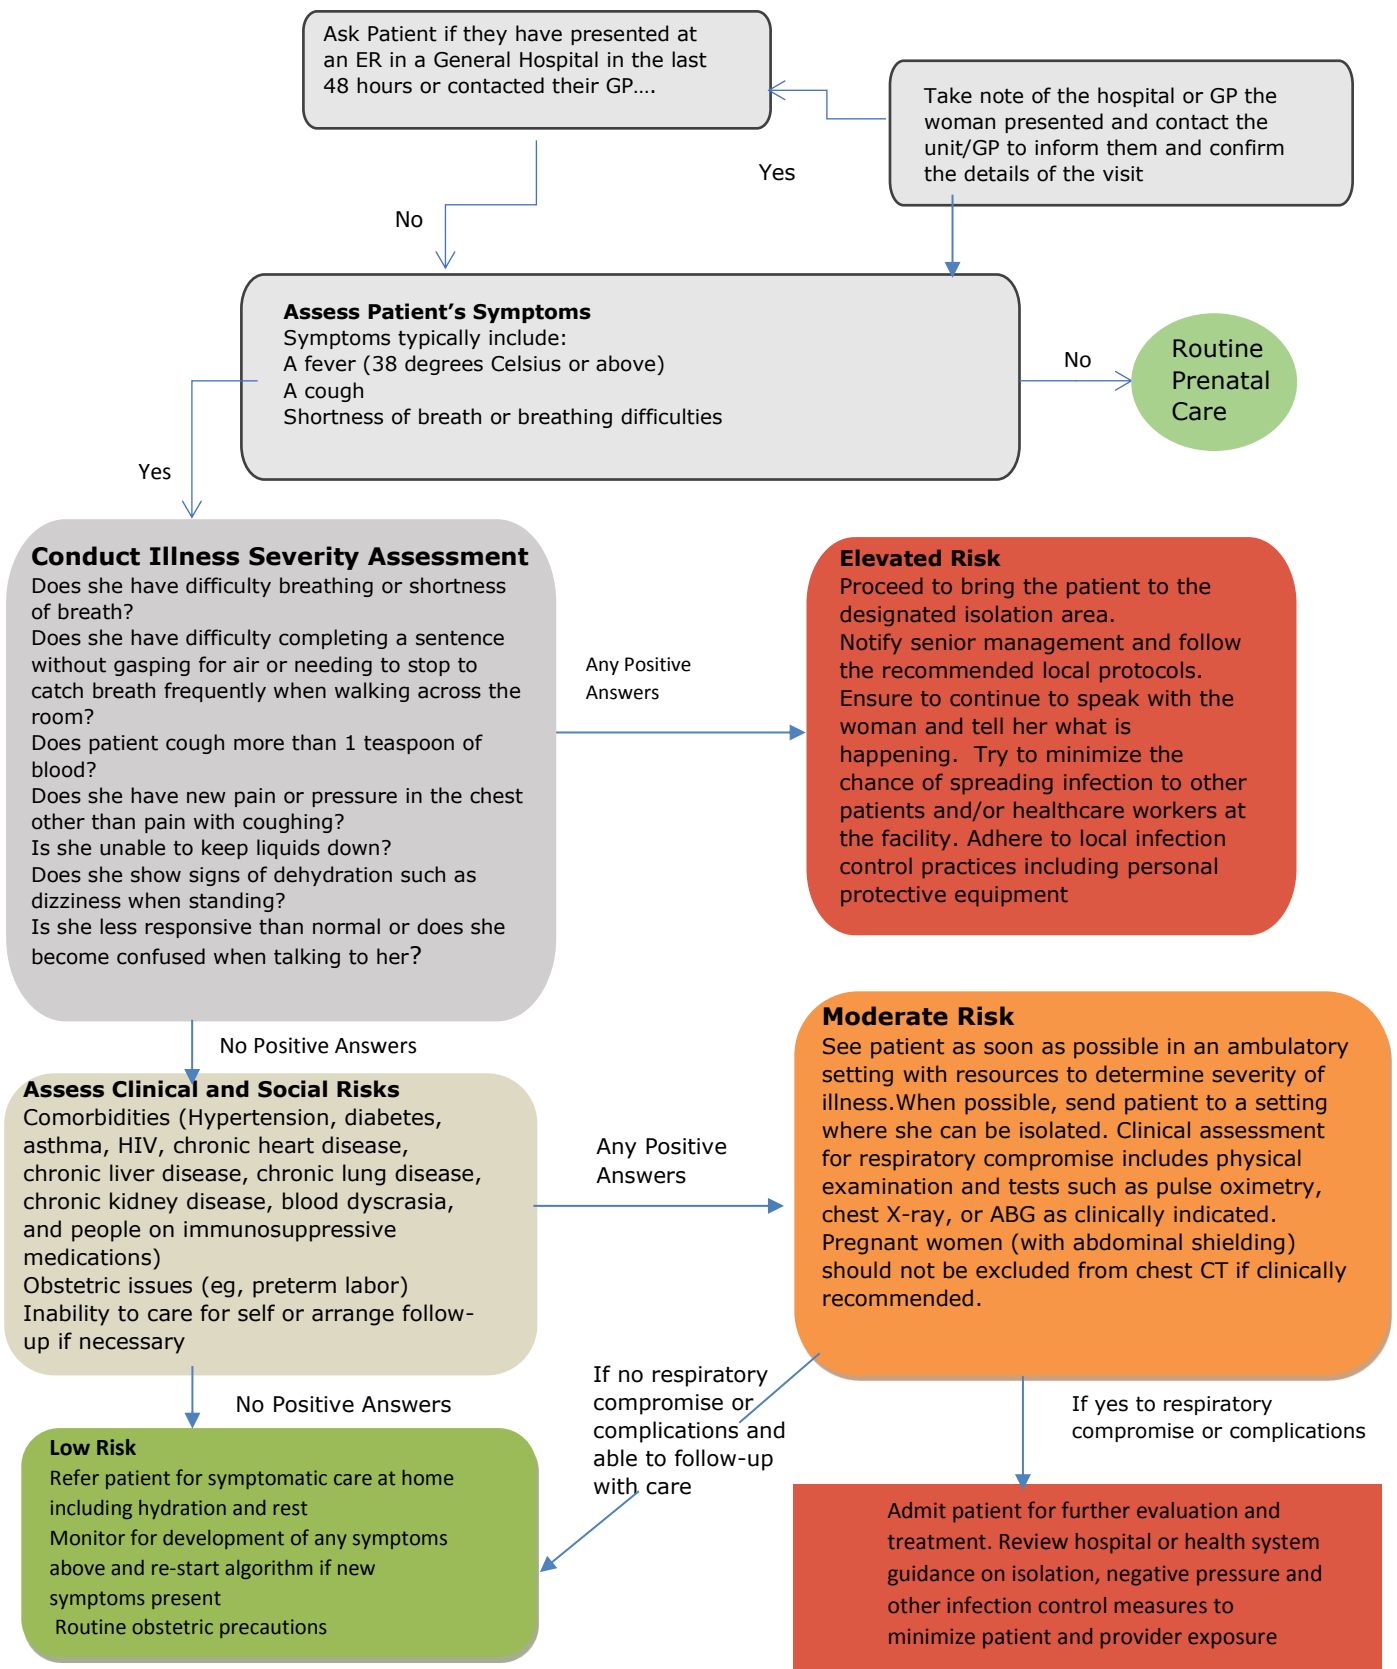 Ask Patient if they have presented at
an ER in a General Hospital in the last
48 hours or contacted their GP....
Take note of the hospital or GP the
woman presented and contact the
unit/GP to inform them and confirm
the details of the visit
Yes
No
Assess Patient's Symptoms
Symptoms typically include:
A fever (38 degrees Celsius or above)
A cough
Shortness of breath or breathing difficulties
No
Routine
Prenatal
Care
Yes
Conduct Illness Severity Assessment
Does she have difficulty breathing or shortness
of breath?
Does she have difficulty completing a sentence
without gasping for air or needing to stop to
catch breath frequently when walking across the
room?
Does patient cough more than 1 teaspoon of
blood?
Does she have new pain or pressure in the chest
other than pain with coughing?
Is she unable to keep liquids down?
Does she show signs of dehydration such as
dizziness when standing?
Is she less responsive than normal or does she
become confused when talking to her?
Any Positive
Answers
Elevated Risk
Proceed to bring the patient to the
designated isolation area.
Notify senior management and follow
the recommended local protocols.
Ensure to continue to speak with the
woman and tell her what is
happening.  Try to minimize the
chance of spreading infection to other
patients and/or healthcare workers at
the facility. Adhere to local infection
control practices including personal
protective equipment
No Positive Answers
Assess Clinical and Social Risks
Comorbidities (Hypertension, diabetes,
asthma, HIV, chronic heart disease,
chronic liver disease, chronic lung disease,
chronic kidney disease, blood dyscrasia,
and people on immunosuppressive
medications)
Obstetric issues (eg, preterm labor)
Inability to care for self or arrange follow-
up if necessary
Any Positive
Answers
Moderate Risk
See patient as soon as possible in an ambulatory
setting with resources to determine severity of
illness.When possible, send patient to a setting
where she can be isolated. Clinical assessment
for respiratory compromise includes physical
examination and tests such as pulse oximetry,
chest X-ray, or ABG as clinically indicated.
Pregnant women (with abdominal shielding)
should not be excluded from chest CT if clinically
recommended.
No Positive Answers
If no respiratory
compromise or
complications and
able to follow-up
with care
If yes to respiratory
compromise or complications
Low Risk
Refer patient for symptomatic care at home
including hydration and rest
Monitor for development of any symptoms
above and re-start algorithm if new
symptoms present
Routine obstetric precautions
Admit patient for further evaluation and
treatment. Review hospital or health system
guidance on isolation, negative pressure and
other infection control measures to
minimize patient and provider exposure